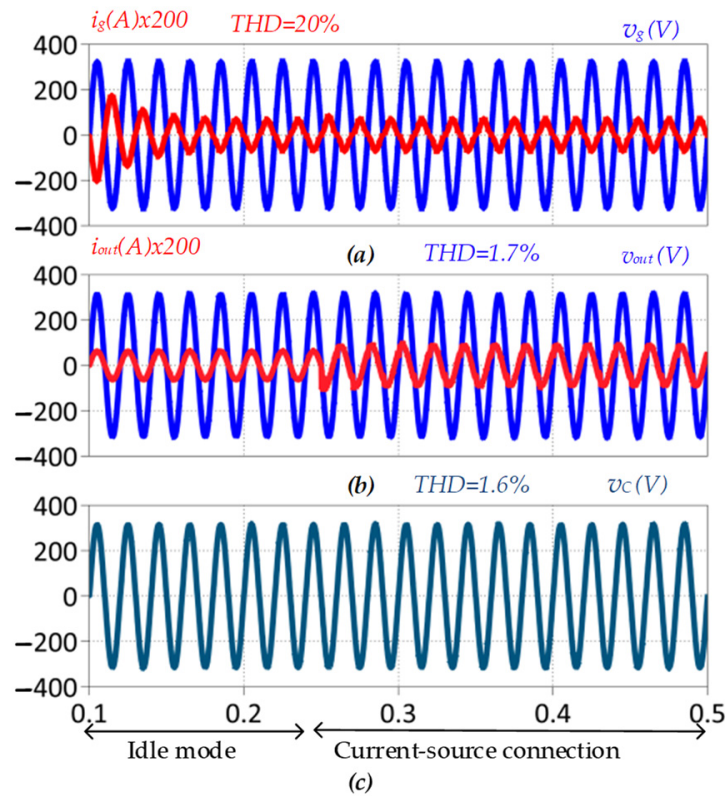 ig(A)x200 THD=20% vg(V)
400
200
0
−200
−400
(a)
iout(A)x200 THD=1.7% vout(V)
400
200
0
−200
−400
(b) THD=1.6% vC(V)
400
200
0
−200
−400
0.1 0.2 0.3 0.4 0.5
Idle mode Current-source connection
(c)